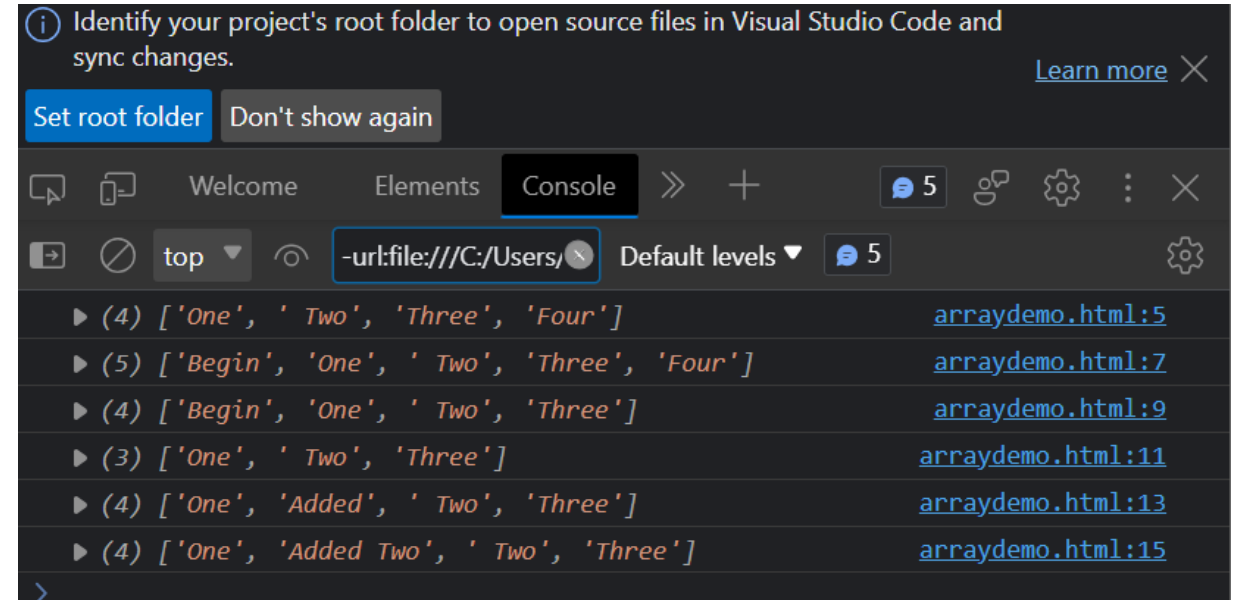 Identify your project's root folder to open source files in Visual Studio Code and
sync changes.
Learn more
Set root folder Don't show again
Welcome Elements Console 5
top -url:file:///C:/Users/ Default levels 5
(4) ['One', ' Two', 'Three', 'Four'] arraydemo.html:5
(5) ['Begin', 'One', ' Two', 'Three', 'Four'] arraydemo.html:7
(4) ['Begin', 'One', ' Two', 'Three'] arraydemo.html:9
(3) ['One', ' Two', 'Three'] arraydemo.html:11
(4) ['One', 'Added', ' Two', 'Three'] arraydemo.html:13
(4) ['One', 'Added Two', ' Two', 'Three'] arraydemo.html:15
>